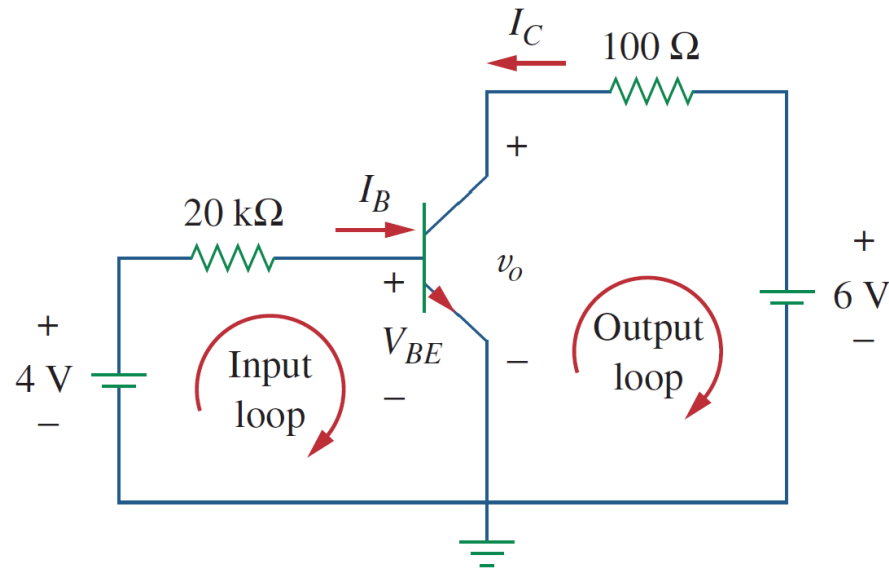 I_C
100 Ω
+
I_B
20 kΩ
+
v_o
+
6 V
−
+
4 V
−
V_BE
−
−
Input
loop
Output
loop